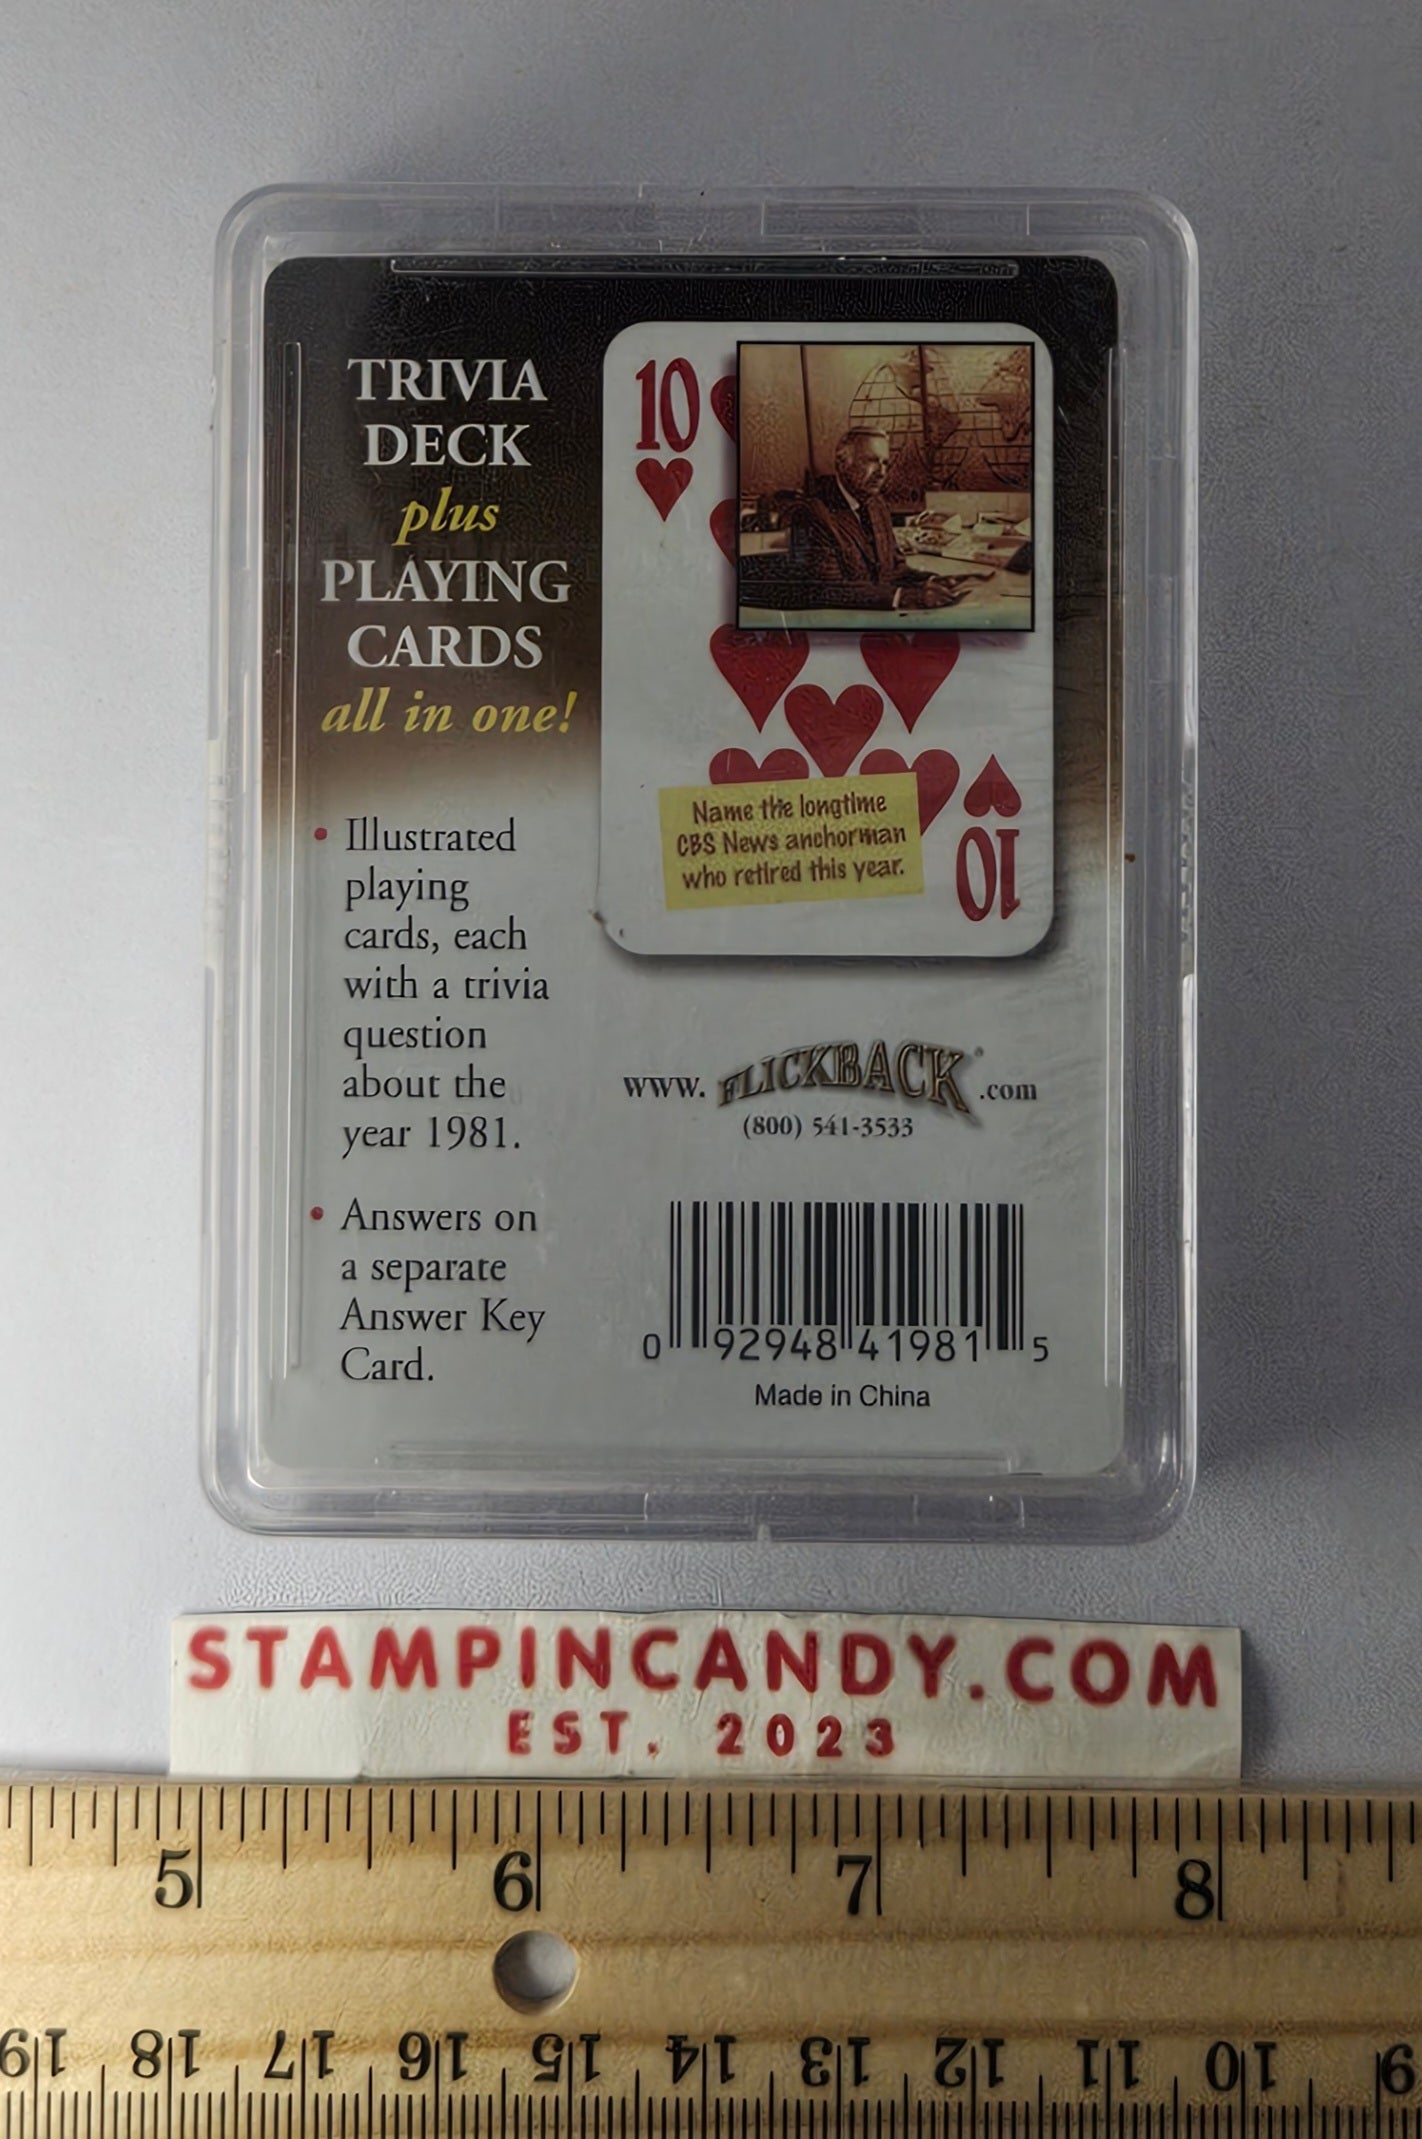 TRIVIA
DECK
plus
PLAYING
CARDS
all in one!
• Illustrated
playing
cards, each
with a trivia
question
about the
year 1981.
• Answers on
a separate
Answer Key
Card.
10
Name the longtime
CBS News anchorman
who retired this year.
10
www.FLICKBACK®.com
(800) 541-3533
0 92948 41981 5
Made in China
STAMPINCANDY.COM
EST. 2023
5 6 7 8
19 18 17 16 15 14 13 12 11 10 9